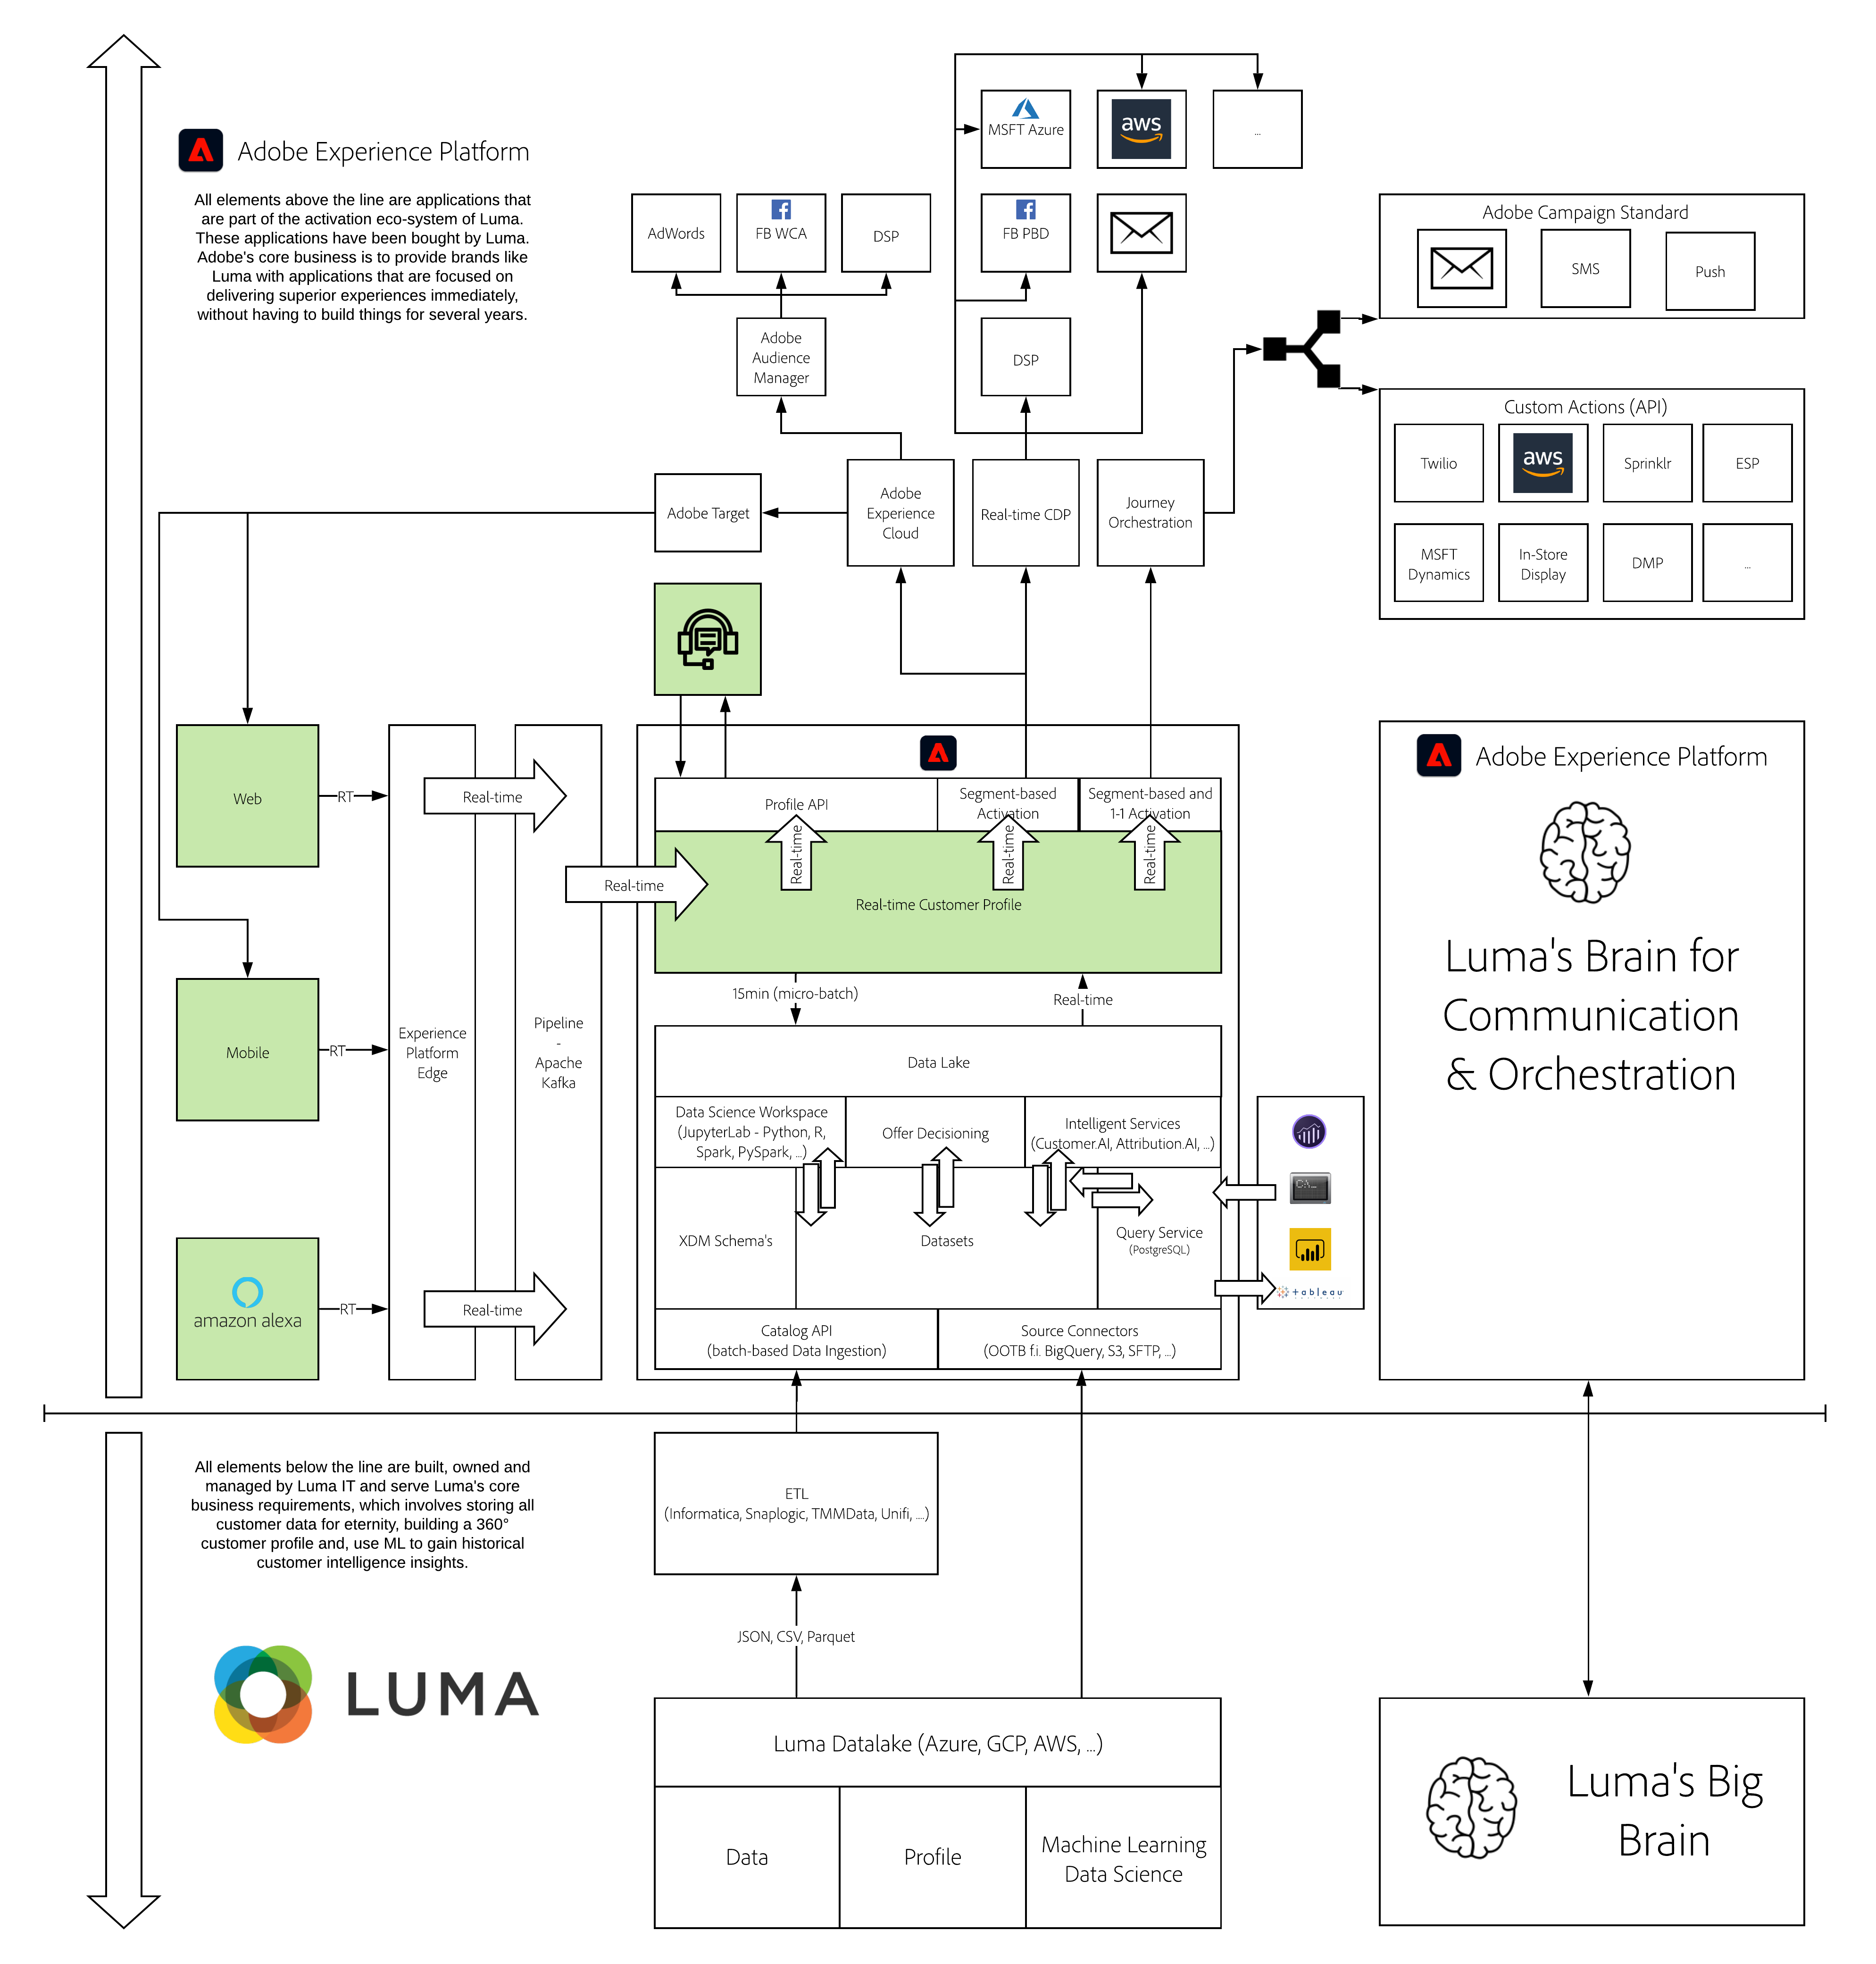 MSFT Azure
aws
...
Adobe Experience Platform
All elements above the line are applications that
are part of the activation eco-system of Luma.
These applications have been bought by Luma.
Adobe's core business is to provide brands like
Luma with applications that are focused on
delivering superior experiences immediately,
without having to build things for several years.
AdWords
FB WCA
DSP
FB PBD
Adobe Campaign Standard
SMS
Push
Adobe
Audience
Manager
DSP
Custom Actions (API)
Twilio
aws
Sprinklr
ESP
MSFT
Dynamics
In-Store
Display
DMP
...
Adobe Target
Adobe
Experience
Cloud
Real-time CDP
Journey
Orchestration
Web
RT
Real-time
Mobile
RT
Experience
Platform
Edge
Pipeline
-
Apache
Kafka
amazon alexa
RT
Real-time
Real-time
Profile API
Segment-based
Activation
Segment-based and
1-1 Activation
Real-time
Real-time
Real-time
Real-time Customer Profile
15min (micro-batch)
Real-time
Data Lake
Data Science Workspace
(JupyterLab - Python, R,
Spark, PySpark, ...)
Offer Decisioning
Intelligent Services
(Customer.AI, Attribution.AI, ...)
XDM Schema's
Datasets
Query Service
(PostgreSQL)
Catalog API
(batch-based Data Ingestion)
Source Connectors
(OOTB f.i. BigQuery, S3, SFTP, ...)
tableau
Adobe Experience Platform
Luma's Brain for
Communication
& Orchestration
All elements below the line are built, owned and
managed by Luma IT and serve Luma's core
business requirements, which involves storing all
customer data for eternity, building a 360°
customer profile and, use ML to gain historical
customer intelligence insights.
LUMA
ETL
(Informatica, Snaplogic, TMMData, Unifi, ....)
JSON, CSV, Parquet
Luma Datalake (Azure, GCP, AWS, ...)
Data
Profile
Machine Learning
Data Science
Luma's Big
Brain